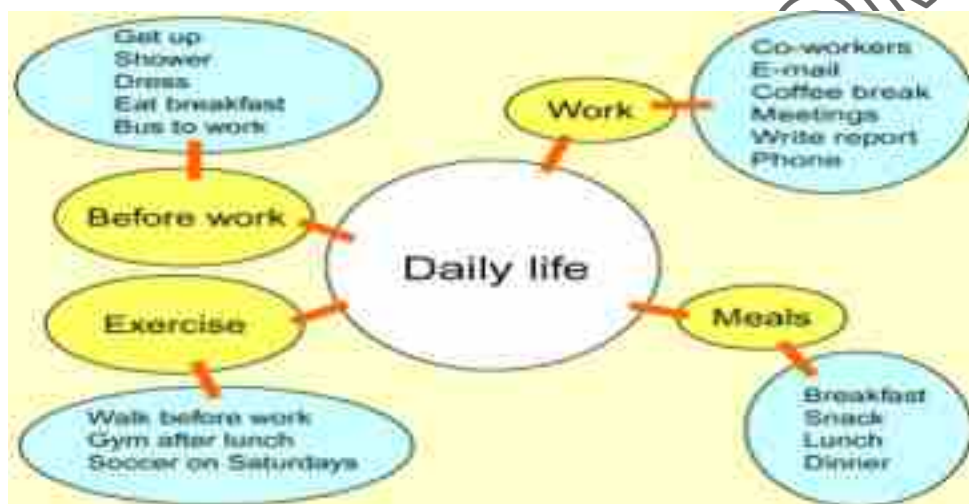 Get up
Shower
Dress
Eat breakfast
Bus to work
Before work
Exercise
Walk before work
Gym after lunch
Soccer on Saturdays
Daily life
Work
Co-workers
E-mail
Coffee break
Meetings
Write report
Phone
Meals
Breakfast
Snack
Lunch
Dinner